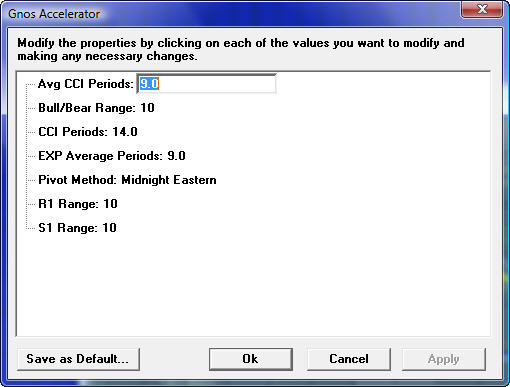 Gnos Accelerator
Modify the properties by clicking on each of the values you want to modify and
making any necessary changes.
Avg CCI Periods: 9.0
Bull/Bear Range: 10
CCI Periods: 14.0
EXP Average Periods: 9.0
Pivot Method: Midnight Eastern
R1 Range: 10
S1 Range: 10
Save as Default... Ok Cancel Apply